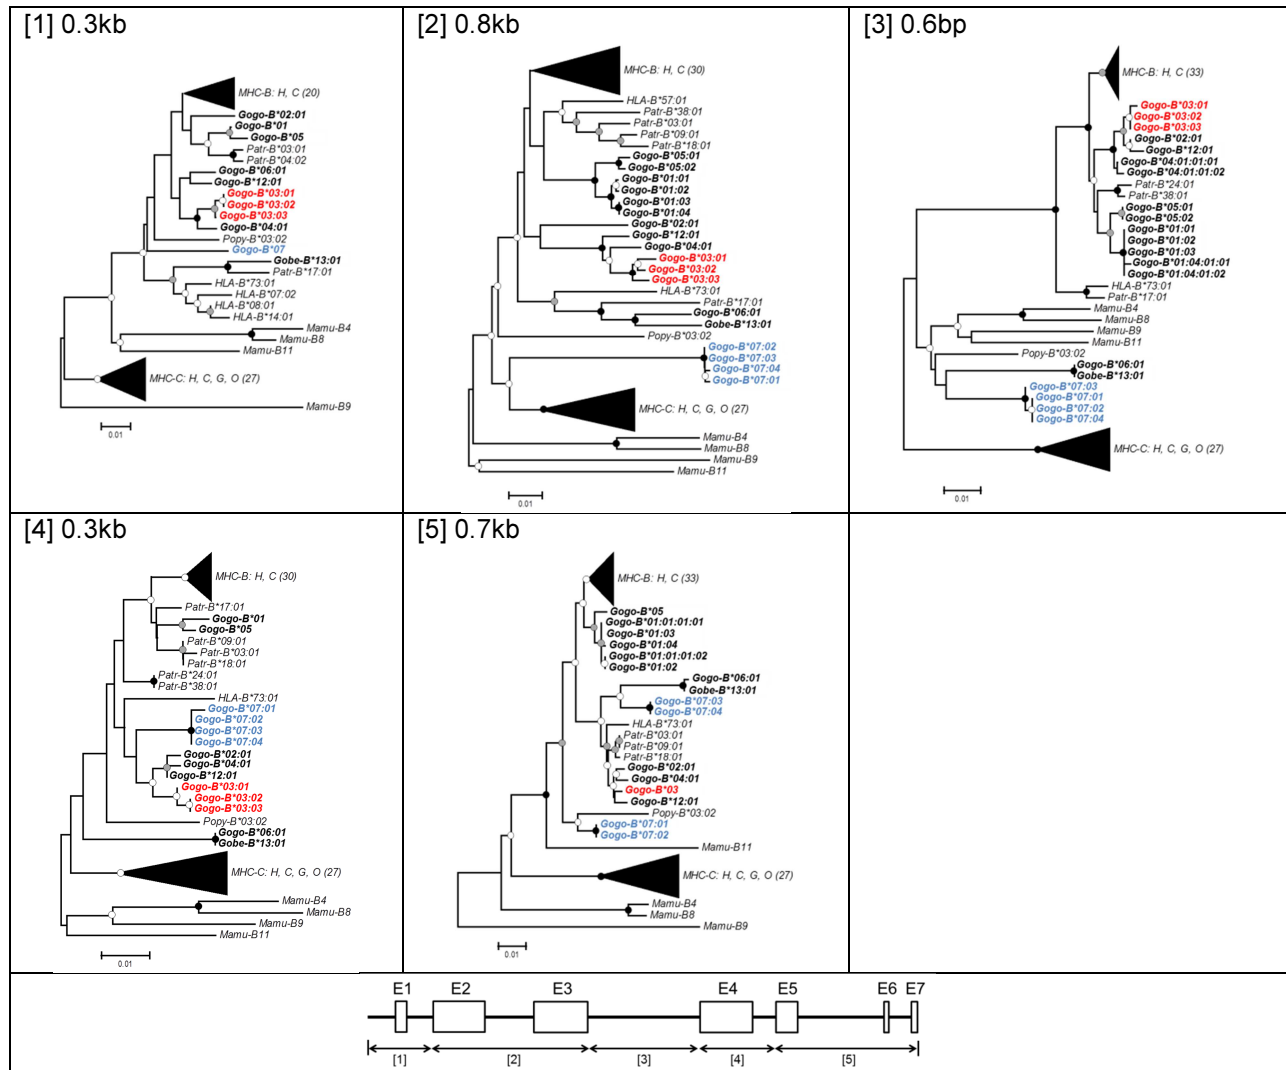 [1] 0.3kb
MHC-B: H, C (20)
Gogo-B*02:01
Gogo-B*01
Gogo-B*05
Patr-B*03:01
Patr-B*04:02
Gogo-B*06:01
Gogo-B*12:01
Gogo-B*03:01
Gogo-B*03:02
Gogo-B*03:03
Gogo-B*04:01
Popy-B*03:02
Gogo-B*07
Gobe-B*13:01
Patr-B*17:01
HLA-B*73:01
HLA-B*07:02
HLA-B*08:01
HLA-B*14:01
Mamu-B4
Mamu-B8
Mamu-B11
MHC-C: H, C, G, O (27)
Mamu-B9
0.01
[2] 0.8kb
MHC-B: H, C (30)
HLA-B*57:01
Patr-B*38:01
Patr-B*03:01
Patr-B*09:01
Patr-B*18:01
Gogo-B*05:01
Gogo-B*05:02
Gogo-B*01:01
Gogo-B*01:02
Gogo-B*01:03
Gogo-B*01:04
Gogo-B*02:01
Gogo-B*12:01
Gogo-B*04:01
Gogo-B*03:01
Gogo-B*03:02
Gogo-B*03:03
HLA-B*73:01
Patr-B*17:01
Gogo-B*06:01
Gobe-B*13:01
Popy-B*03:02
Gogo-B*07:02
Gogo-B*07:03
Gogo-B*07:04
Gogo-B*07:01
MHC-C: H, C, G, O (27)
Mamu-B4
Mamu-B8
Mamu-B9
Mamu-B11
0.01
[3] 0.6bp
MHC-B: H, C (33)
Gogo-B*03:01
Gogo-B*03:02
Gogo-B*03:03
Gogo-B*02:01
Gogo-B*12:01
Gogo-B*04:01:01:01
Gogo-B*04:01:01:02
Patr-B*24:01
Patr-B*38:01
Gogo-B*05:01
Gogo-B*05:02
Gogo-B*01:01
Gogo-B*01:02
Gogo-B*01:03
Gogo-B*01:04:01:01
Gogo-B*01:04:01:02
HLA-B*73:01
Patr-B*17:01
Mamu-B4
Mamu-B8
Mamu-B9
Mamu-B11
Popy-B*03:02
Gogo-B*06:01
Gobe-B*13:01
Gogo-B*07:03
Gogo-B*07:01
Gogo-B*07:02
Gogo-B*07:04
MHC-C: H, C, G, O (27)
0.01
[4] 0.3kb
MHC-B: H, C (30)
Patr-B*17:01
Gogo-B*01
Gogo-B*05
Patr-B*09:01
Patr-B*03:01
Patr-B*18:01
Patr-B*24:01
Patr-B*38:01
HLA-B*73:01
Gogo-B*07:01
Gogo-B*07:02
Gogo-B*07:03
Gogo-B*07:04
Gogo-B*02:01
Gogo-B*04:01
Gogo-B*12:01
Gogo-B*03:01
Gogo-B*03:02
Gogo-B*03:03
Popy-B*03:02
Gogo-B*06:01
Gobe-B*13:01
MHC-C: H, C, G, O (27)
Mamu-B4
Mamu-B8
Mamu-B9
Mamu-B11
0.01
[5] 0.7kb
MHC-B: H, C (33)
Gogo-B*05
Gogo-B*01:01:01:01
Gogo-B*01:03
Gogo-B*01:04
Gogo-B*01:01:01:02
Gogo-B*01:02
Gogo-B*06:01
Gobe-B*13:01
Gogo-B*07:03
Gogo-B*07:04
HLA-B*73:01
Patr-B*03:01
Patr-B*09:01
Patr-B*18:01
Gogo-B*02:01
Gogo-B*04:01
Gogo-B*03
Gogo-B*12:01
Popy-B*03:02
Gogo-B*07:01
Gogo-B*07:02
Mamu-B11
MHC-C: H, C, G, O (27)
Mamu-B4
Mamu-B8
Mamu-B9
0.01
E1 E2 E3 E4 E5 E6 E7
[1] [2] [3] [4] [5]